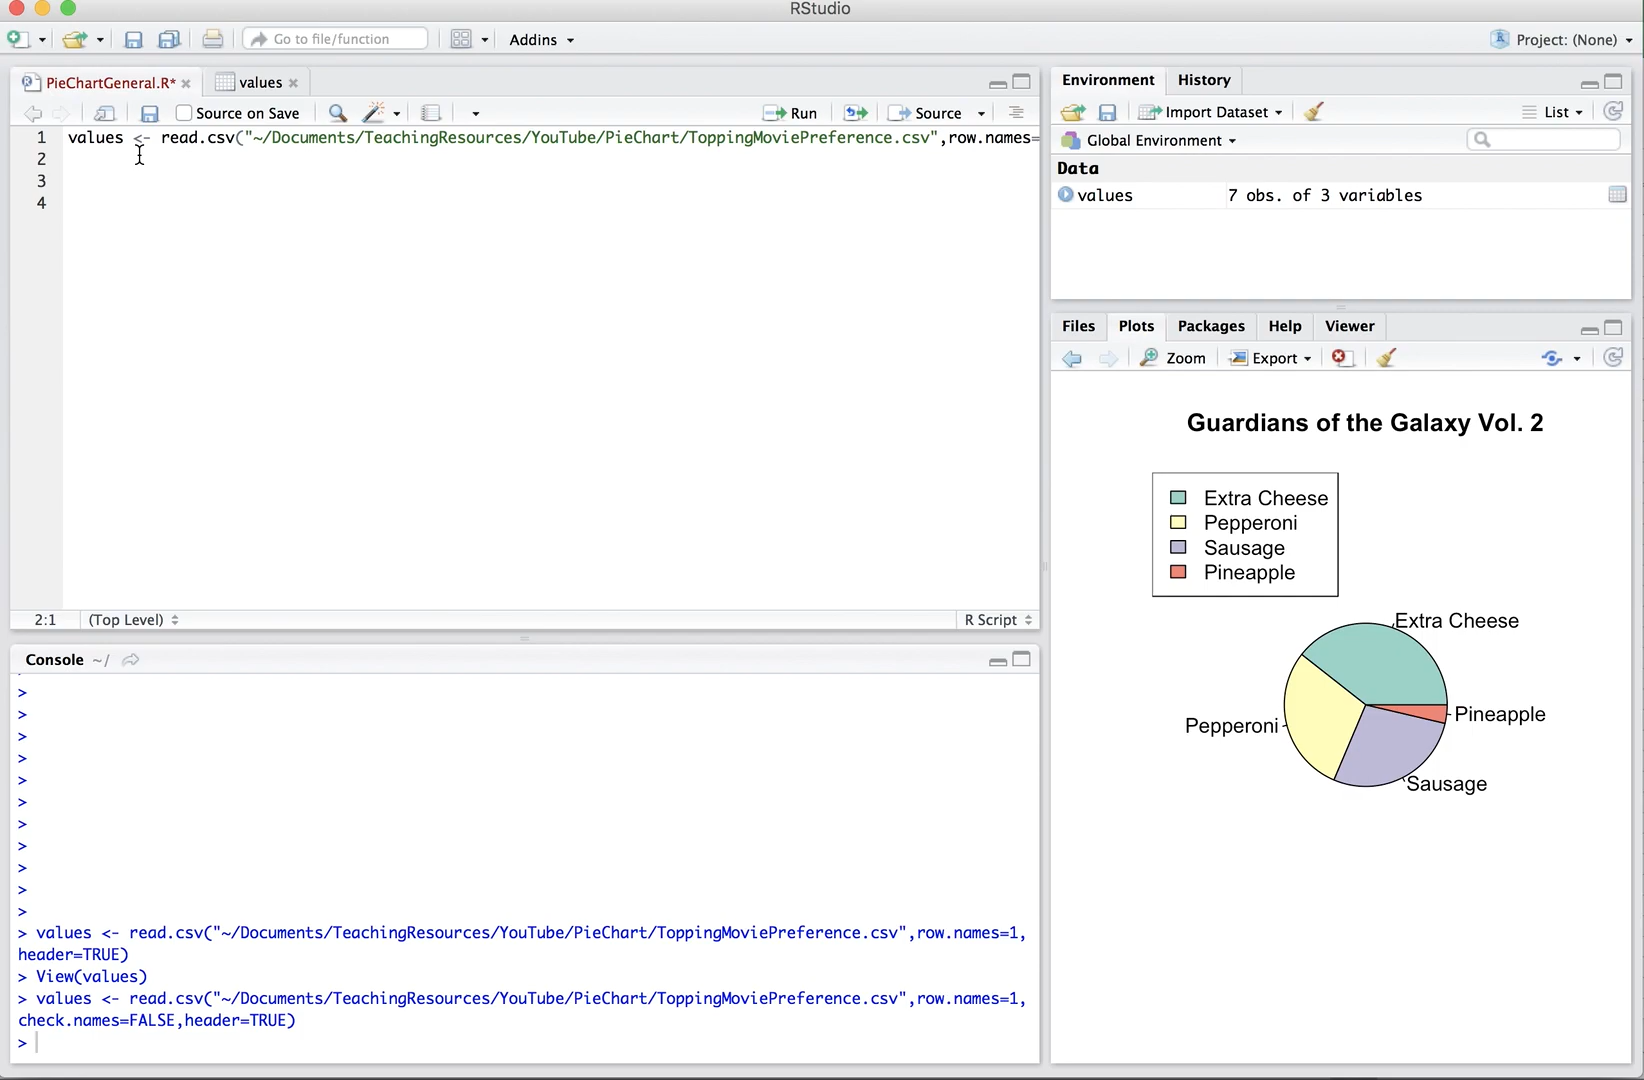 RStudio
Go to file/function
Addins
Project: (None)
PieChartGeneral.R*
values
Source on Save
Run
Source
1 values <- read.csv("~/Documents/TeachingResources/YouTube/PieChart/ToppingMoviePreference.csv",row.names=
2
3
4
2:1
(Top Level)
R Script
Console ~/
>
>
>
>
>
>
>
>
>
>
>
> values <- read.csv("~/Documents/TeachingResources/YouTube/PieChart/ToppingMoviePreference.csv",row.names=1,
header=TRUE)
> View(values)
> values <- read.csv("~/Documents/TeachingResources/YouTube/PieChart/ToppingMoviePreference.csv",row.names=1,
check.names=FALSE,header=TRUE)
>
Environment
History
Import Dataset
List
Global Environment
Data
values 7 obs. of 3 variables
Files
Plots
Packages
Help
Viewer
Zoom
Export
Guardians of the Galaxy Vol. 2
Extra Cheese
Pepperoni
Sausage
Pineapple
Extra Cheese
Pineapple
Pepperoni
Sausage